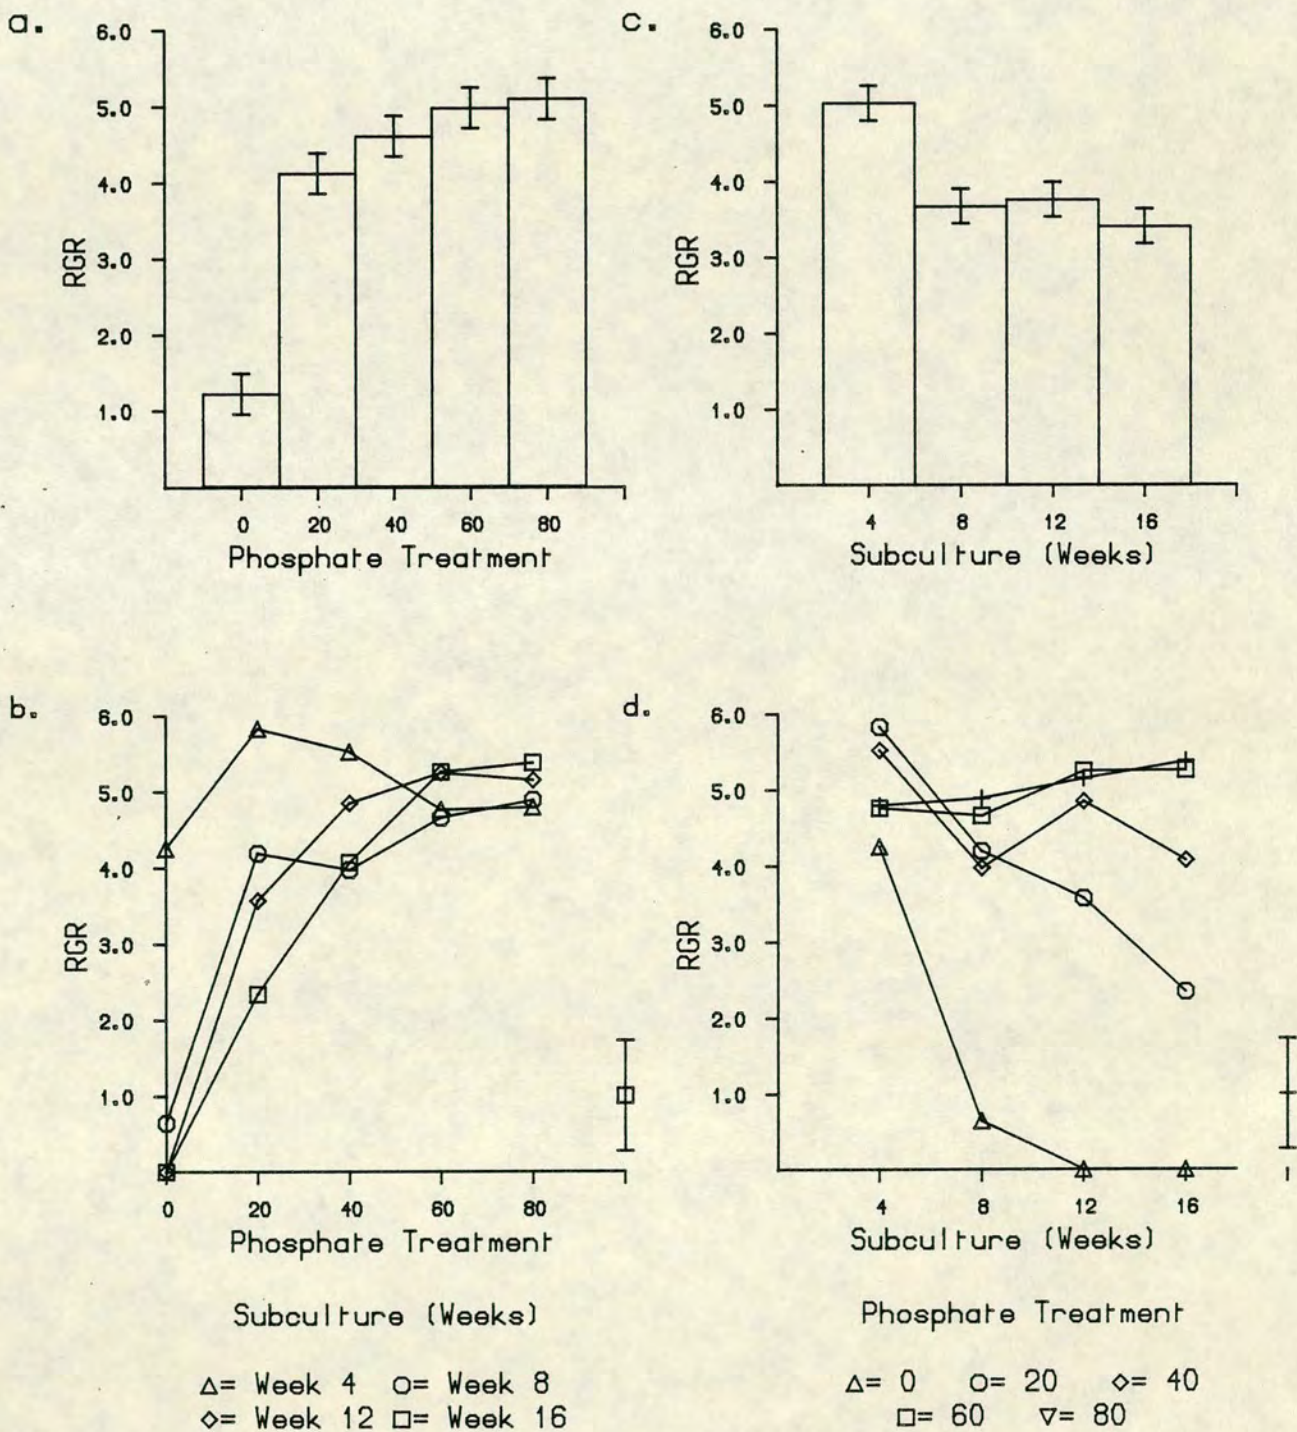 a.
6.0
5.0
4.0
3.0
2.0
1.0
RGR
0 20 40 60 80
Phosphate Treatment
c.
6.0
5.0
4.0
3.0
2.0
1.0
RGR
4 8 12 16
Subculture (Weeks)
b.
6.0
5.0
4.0
3.0
2.0
1.0
RGR
0 20 40 60 80
Phosphate Treatment
Subculture (Weeks)
△= Week 4 ○= Week 8
◇= Week 12 □= Week 16
d.
6.0
5.0
4.0
3.0
2.0
1.0
RGR
4 8 12 16
Subculture (Weeks)
Phosphate Treatment
△= 0 ○= 20 ◇= 40
□= 60 ▽= 80